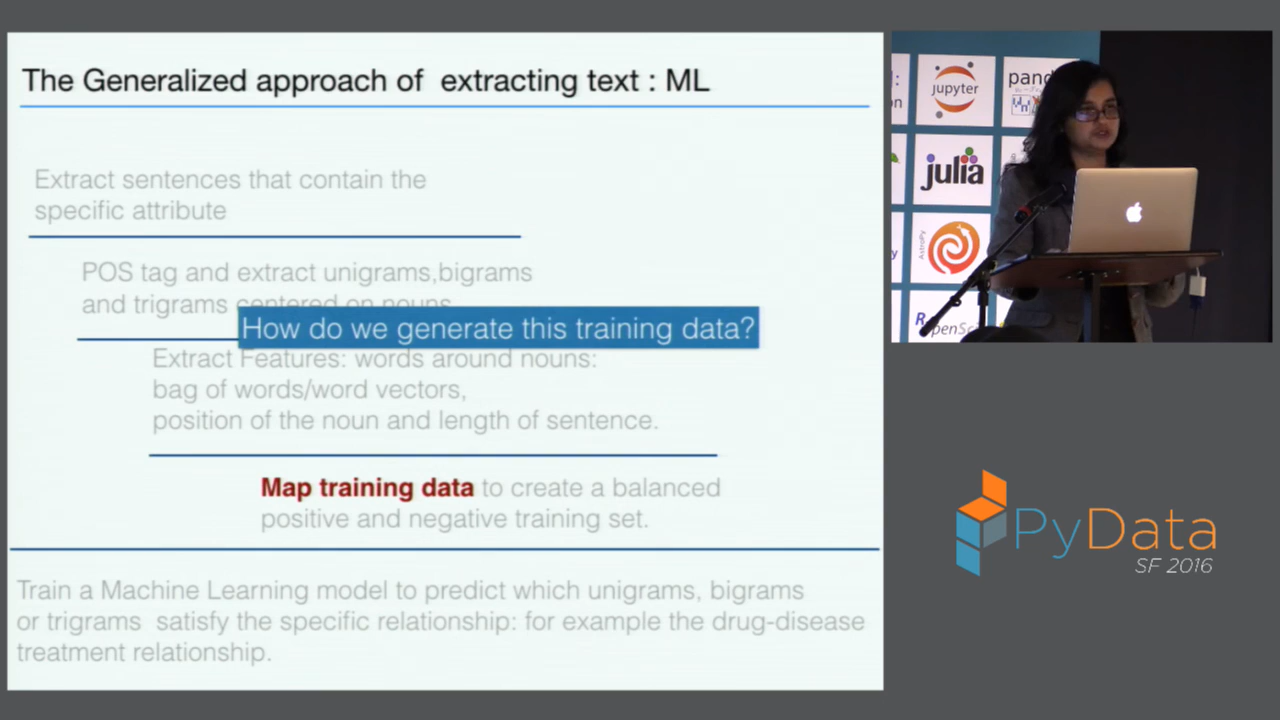 The Generalized approach of extracting text : ML
Extract sentences that contain the
specific attribute
POS tag and extract unigrams,bigrams
and trigrams centered on nouns
How do we generate this training data?
Extract Features: words around nouns:
bag of words/word vectors,
position of the noun and length of sentence.
Map training data to create a balanced
positive and negative training set.
Train a Machine Learning model to predict which unigrams, bigrams
or trigrams satisfy the specific relationship: for example the drug-disease
treatment relationship.
jupyter
julia
AstroPy
PyData
SF 2016